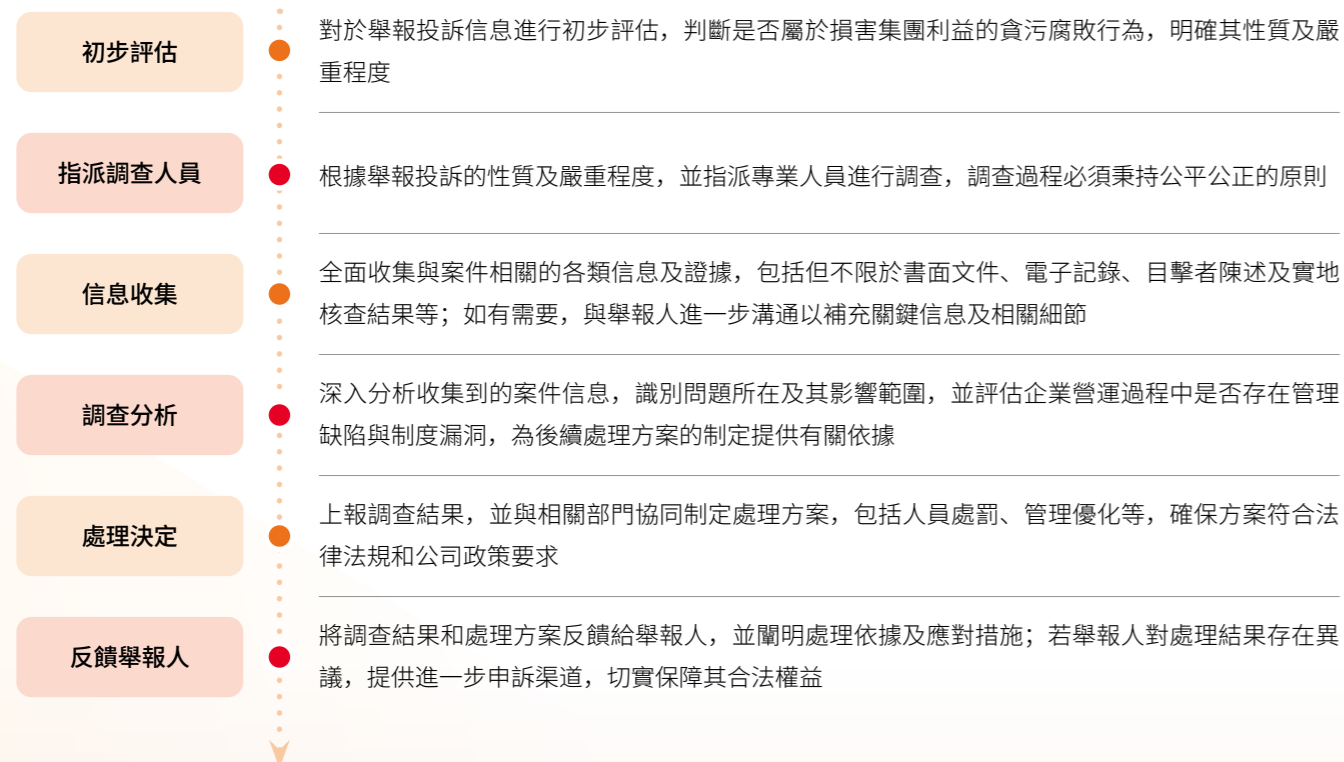 初步評估
對於舉報投訴信息進行初步評估，判斷是否屬於損害集團利益的貪污腐敗行為，明確其性質及嚴
重程度
指派調查人員
根據舉報投訴的性質及嚴重程度，並指派專業人員進行調查，調查過程必須秉持公平公正的原則
信息收集
全面收集與案件相關的各類信息及證據，包括但不限於書面文件、電子記錄、目擊者陳述及實地
核查結果等；如有需要，與舉報人進一步溝通以補充關鍵信息及相關細節
調查分析
深入分析收集到的案件信息，識別問題所在及其影響範圍，並評估企業營運過程中是否存在管理
缺陷與制度漏洞，為後續處理方案的制定提供有關依據
處理決定
上報調查結果，並與相關部門協同制定處理方案，包括人員處罰、管理優化等，確保方案符合法
律法規和公司政策要求
反饋舉報人
將調查結果和處理方案反饋給舉報人，並闡明處理依據及應對措施；若舉報人對處理結果存在異
議，提供進一步申訴渠道，切實保障其合法權益